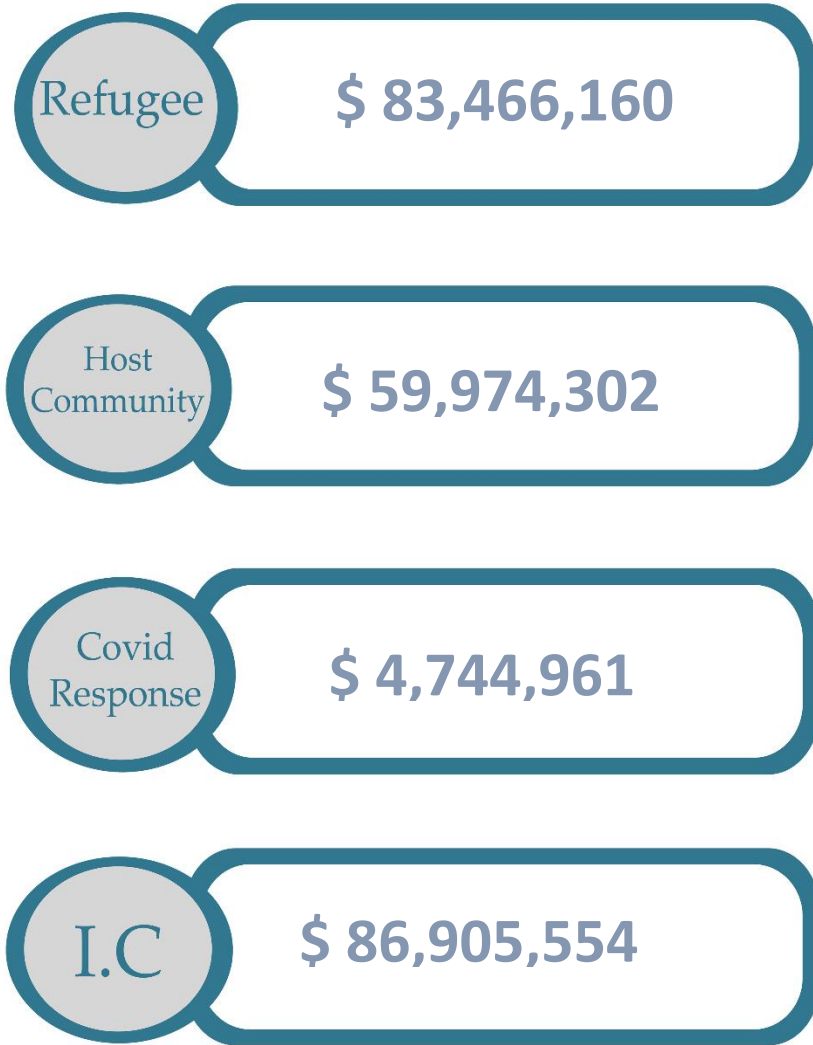 Refugee
$ 83,466,160
Host
Community
$ 59,974,302
Covid
Response
$ 4,744,961
I.C
$ 86,905,554